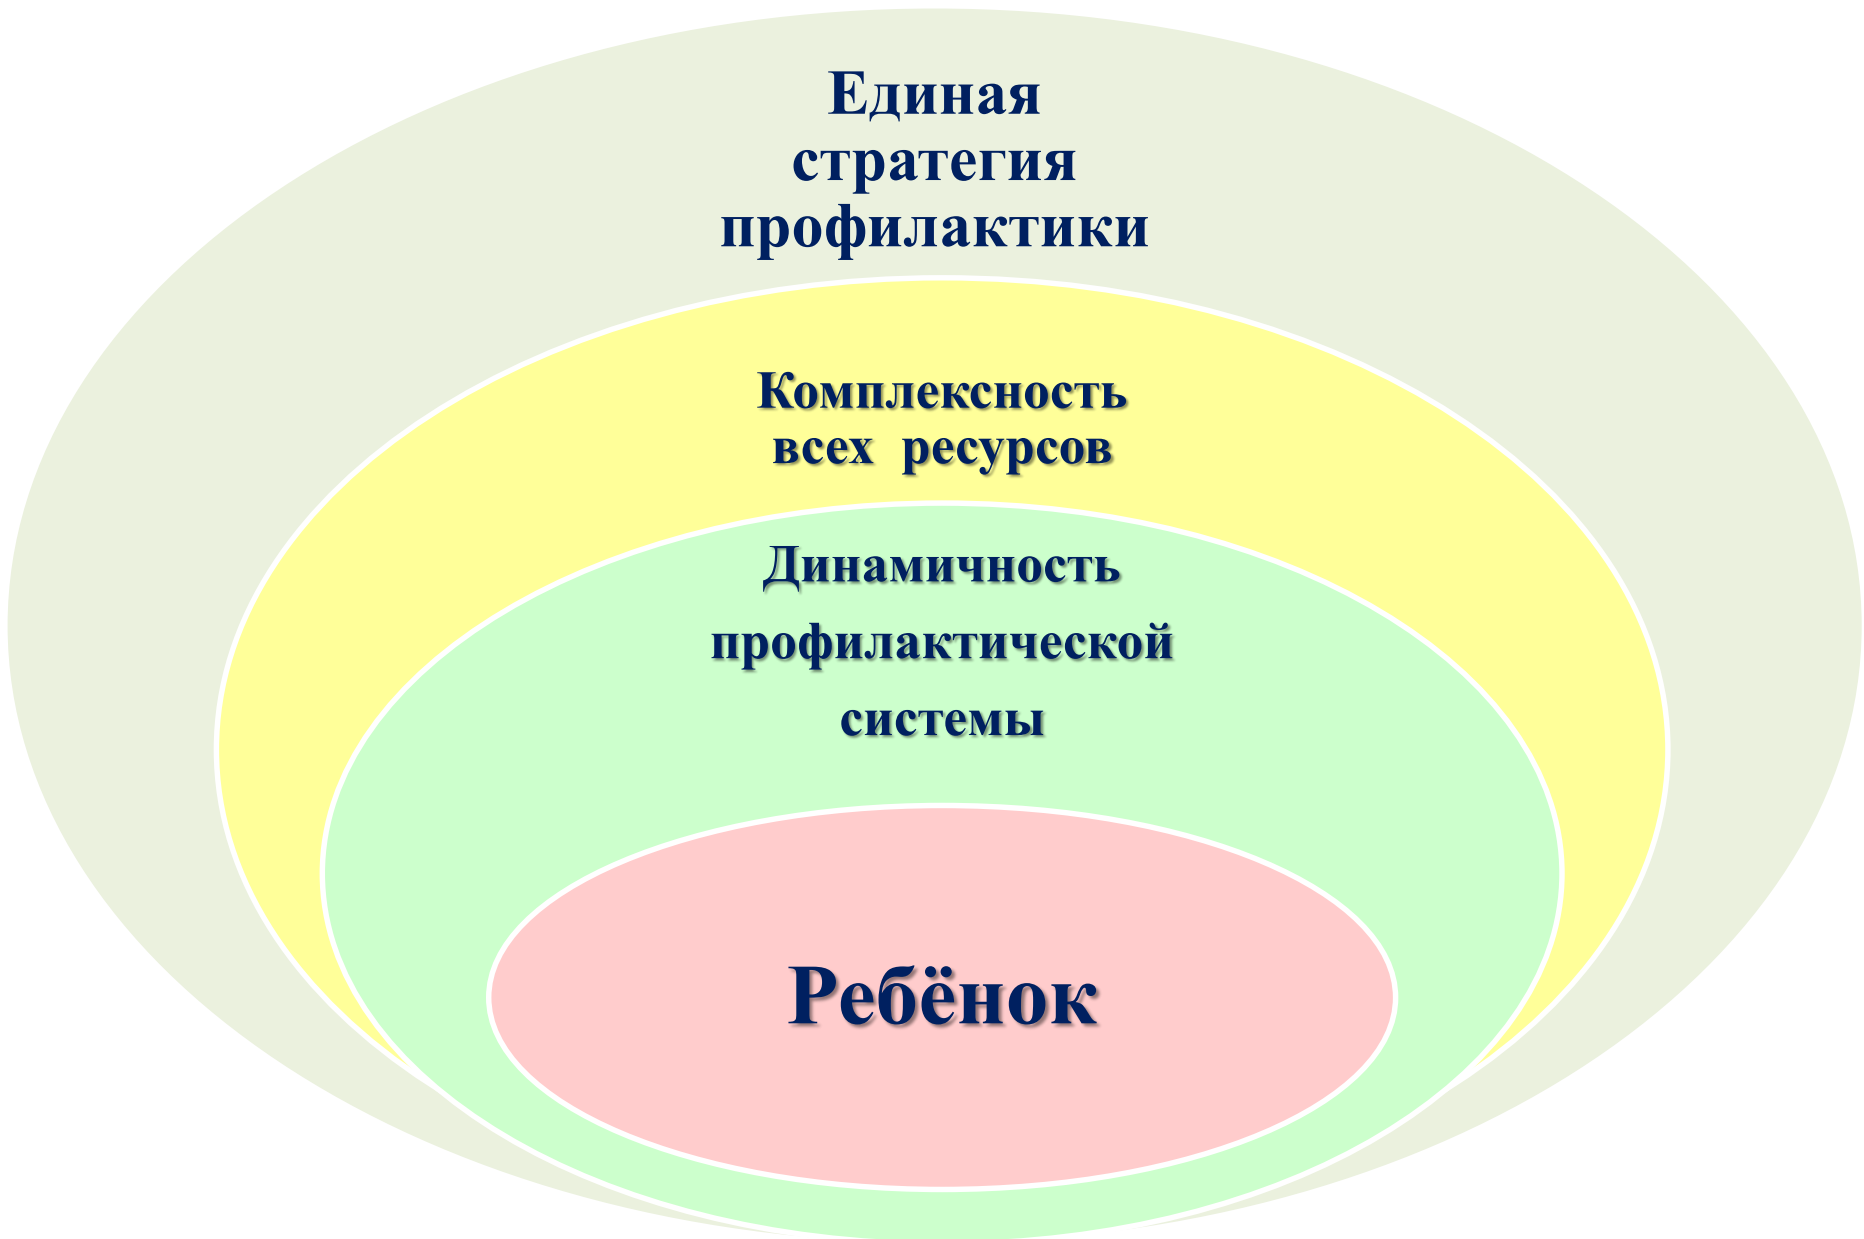 Единая
стратегия
профилактики
Комплексность
всех ресурсов
Динамичность
профилактической
системы
Ребёнок